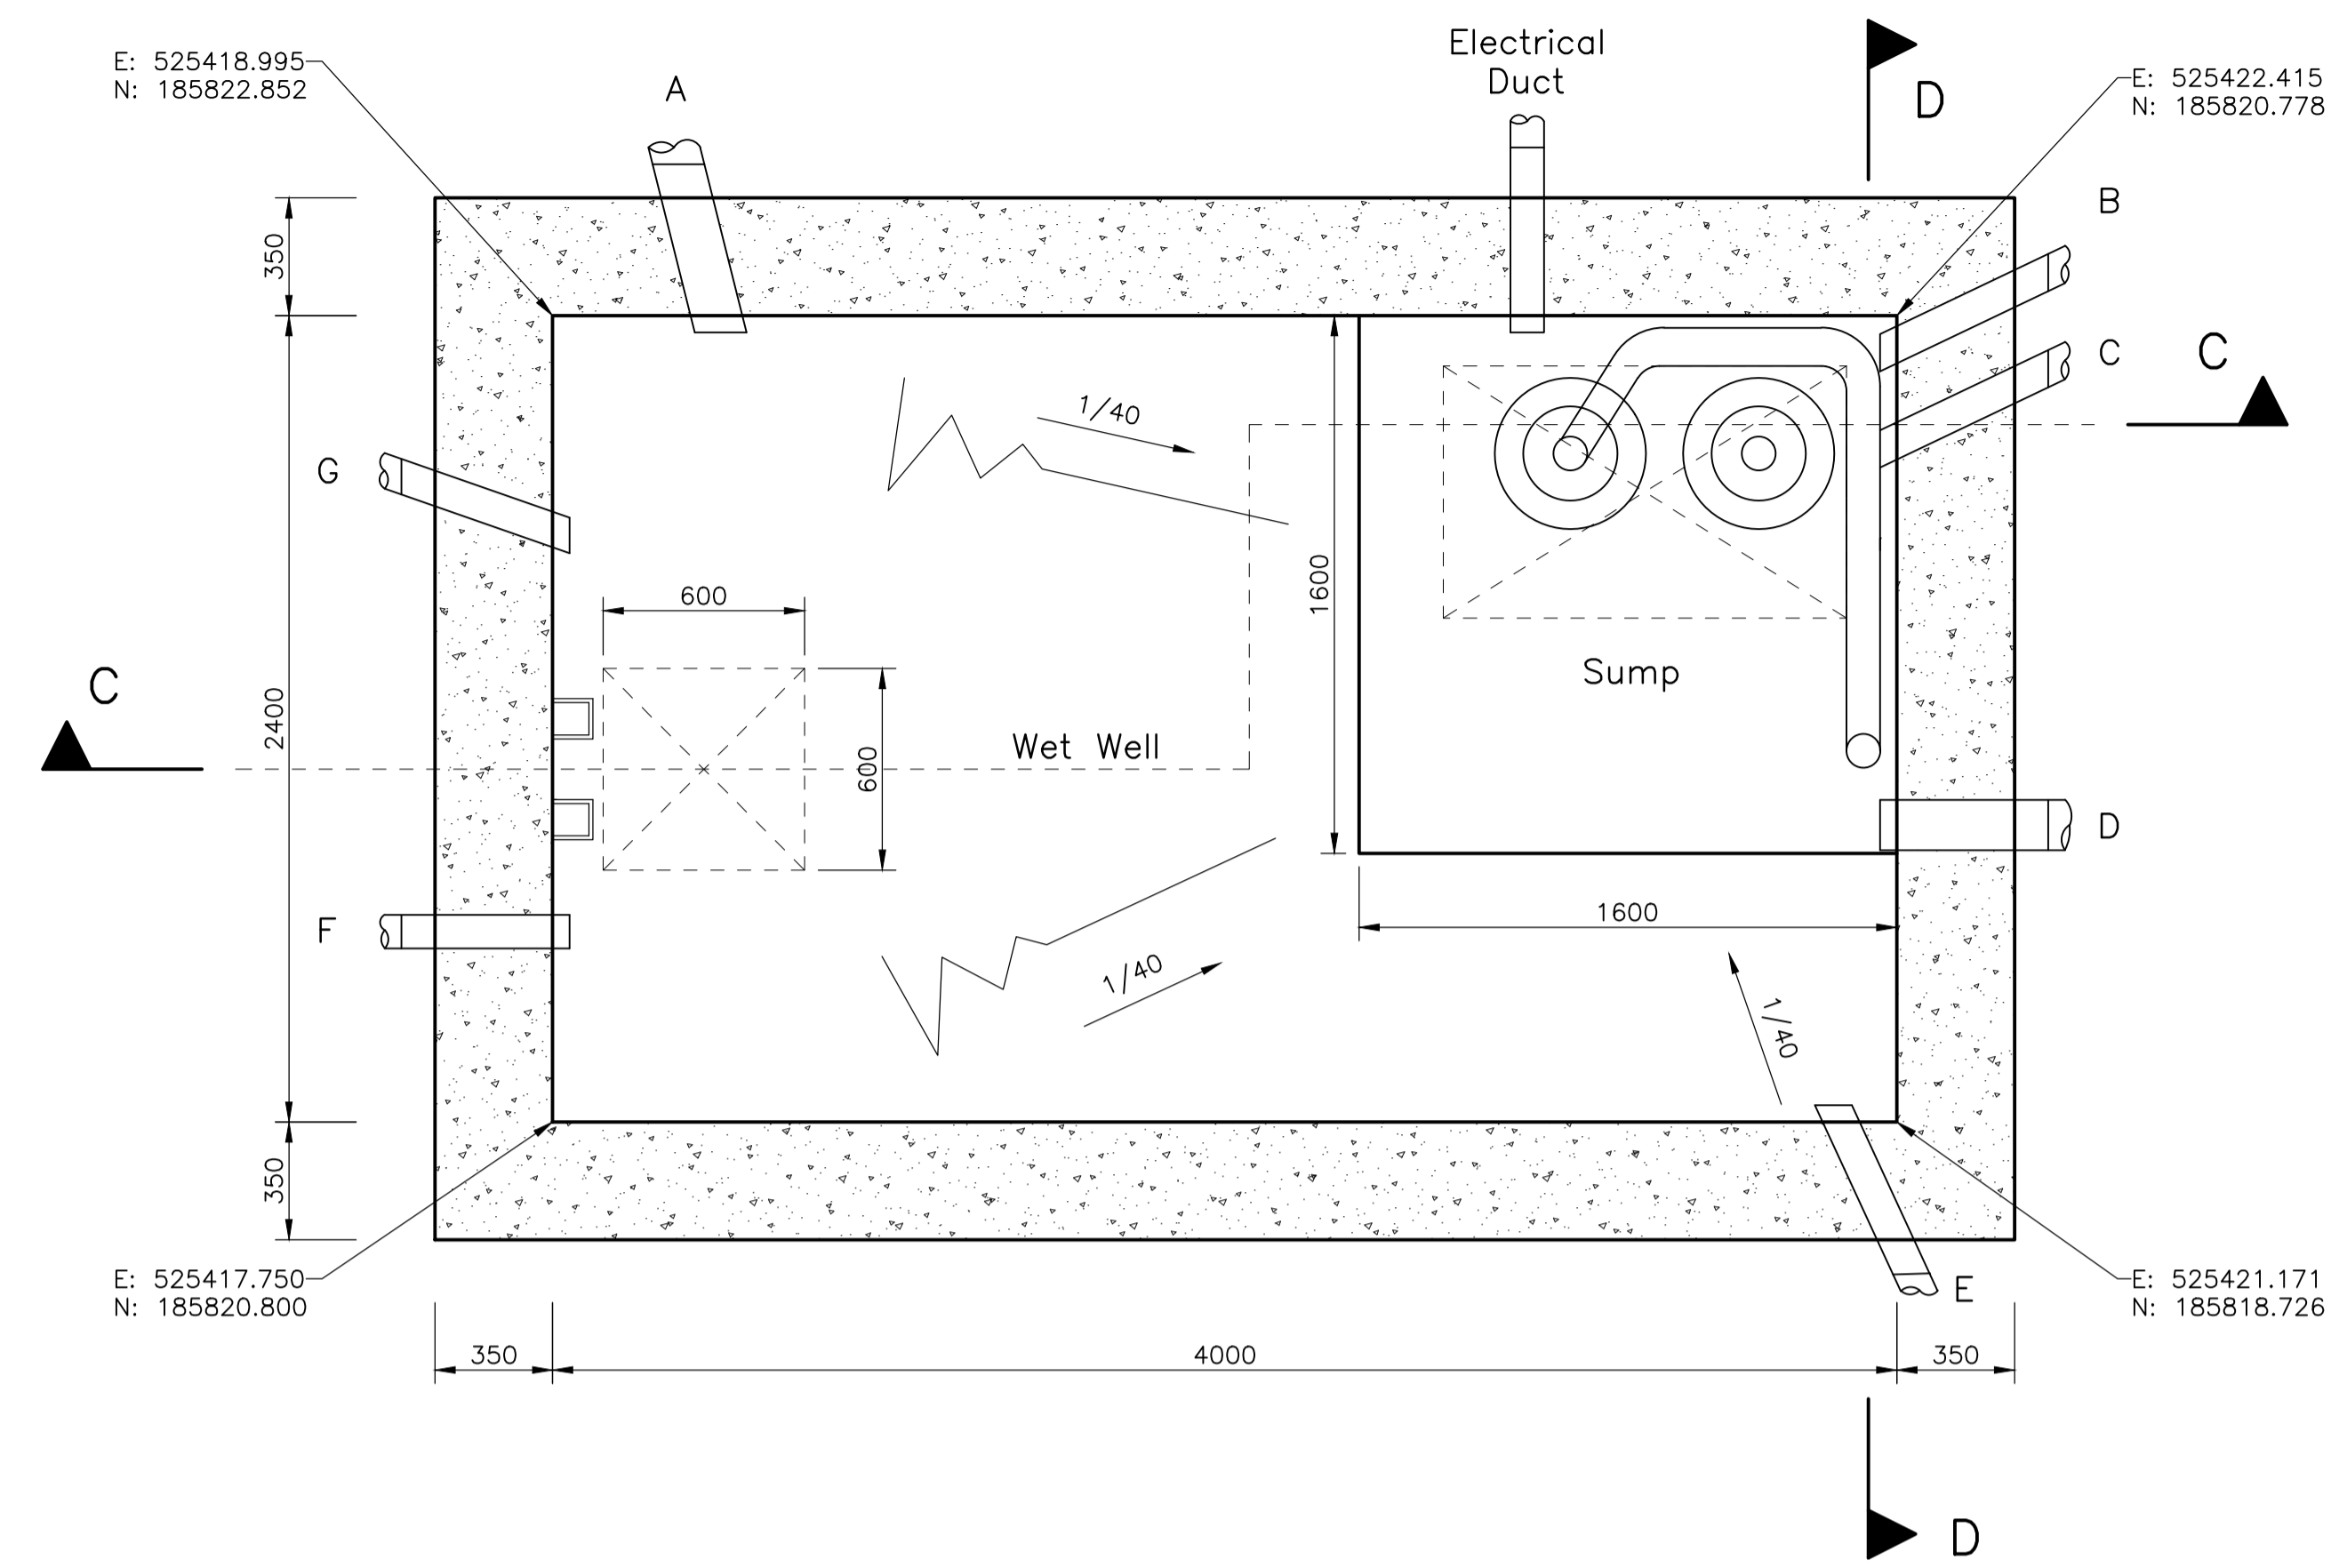 Electrical
Duct
E: 525418.995
N: 185822.852
A
D
E: 525422.415
N: 185820.778
B
350
C
C
1/40
G
1600
600
Sump
C
2400
Wet Well
600
D
F
1600
1/40
1/40
350
E: 525417.750
N: 185820.800
E
E: 525421.171
N: 185818.726
350
4000
350
D